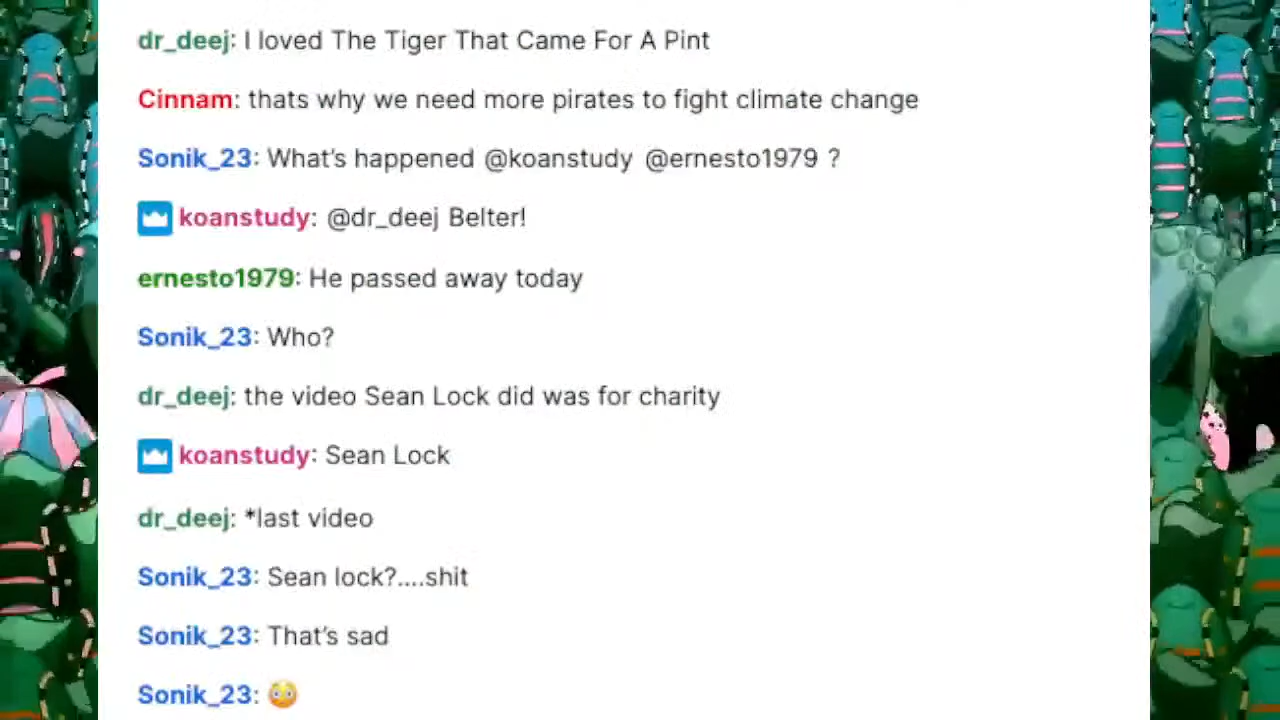 dr_deej: I loved The Tiger That Came For A Pint
Cinnam: thats why we need more pirates to fight climate change
Sonik_23: What’s happened @koanstudy @ernesto1979 ?
koanstudy: @dr_deej Belter!
ernesto1979: He passed away today
Sonik_23: Who?
dr_deej: the video Sean Lock did was for charity
koanstudy: Sean Lock
dr_deej: *last video
Sonik_23: Sean lock?....shit
Sonik_23: That’s sad
Sonik_23: 😳